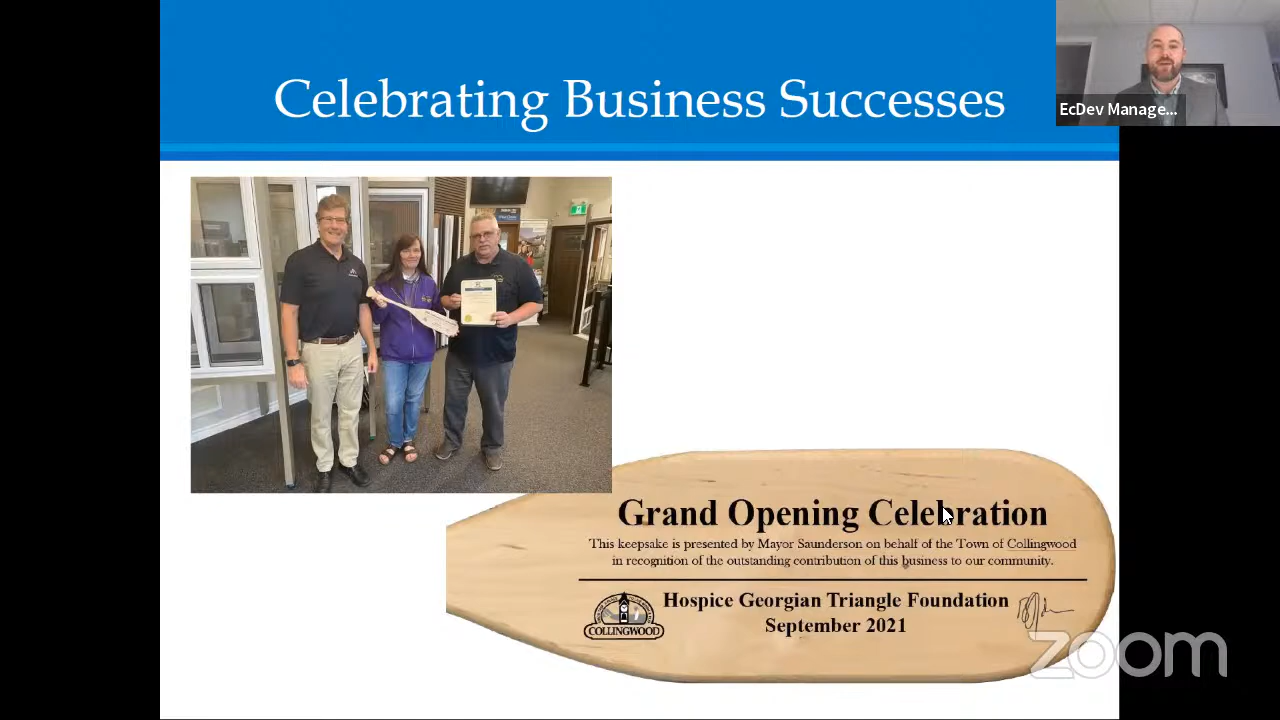 Celebrating Business Successes
EcDev Manage...
Grand Opening Celebration
This keepsake is presented by Mayor Saunderson on behalf of the Town of Collingwood
in recognition of the outstanding contribution of this business to our community.
Hospice Georgian Triangle Foundation
September 2021
COLLINGWOOD
zoom